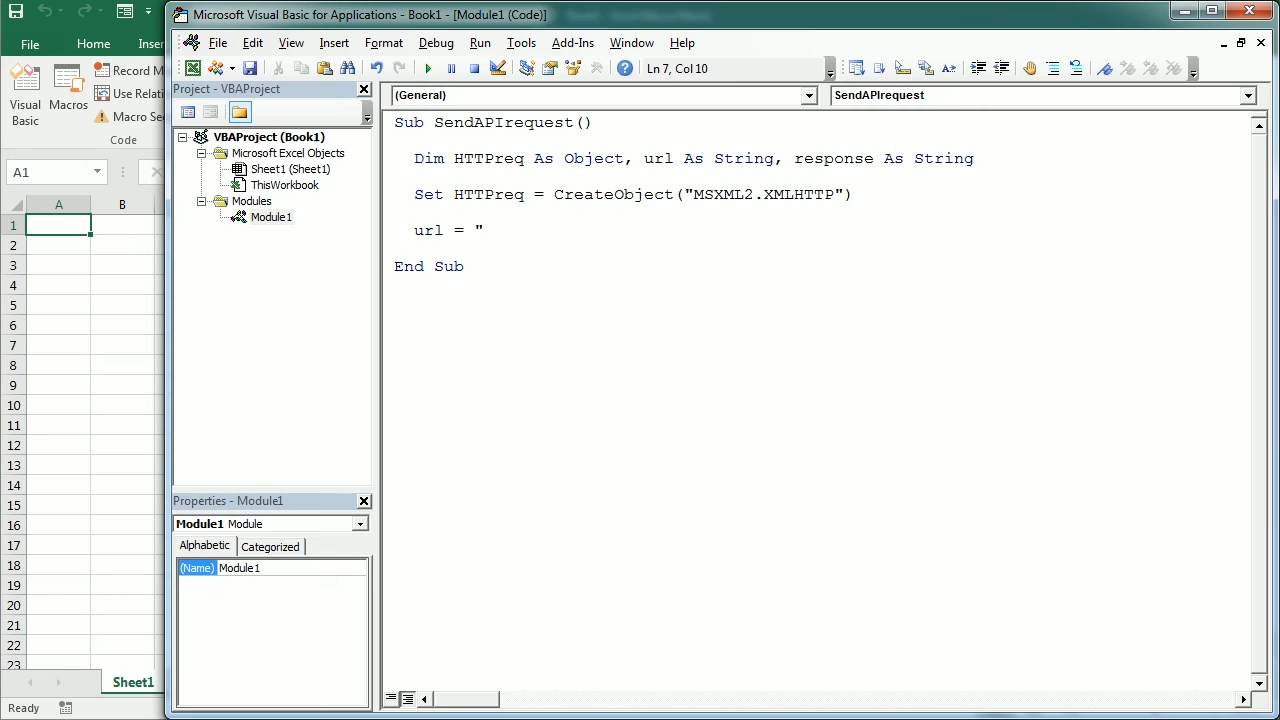 Microsoft Visual Basic for Applications - Book1 - [Module1 (Code)]
File Edit View Insert Format Debug Run Tools Add-Ins Window Help
Ln 7, Col 10
File Home Inser
Visual Basic
Macros
Record M
Use Relati
Macro Sec
Code
A1
A B
1
2
3
4
5
6
7
8
9
10
11
12
13
14
15
16
17
18
19
20
21
22
23
Sheet1
Ready
Project - VBAProject
VBAProject (Book1)
Microsoft Excel Objects
Sheet1 (Sheet1)
ThisWorkbook
Modules
Module1
Properties - Module1
Module1 Module
Alphabetic Categorized
(Name) Module1
(General) SendAPIrequest
Sub SendAPIrequest()
Dim HTTPreq As Object, url As String, response As String
Set HTTPreq = CreateObject("MSXML2.XMLHTTP")
url = "
End Sub